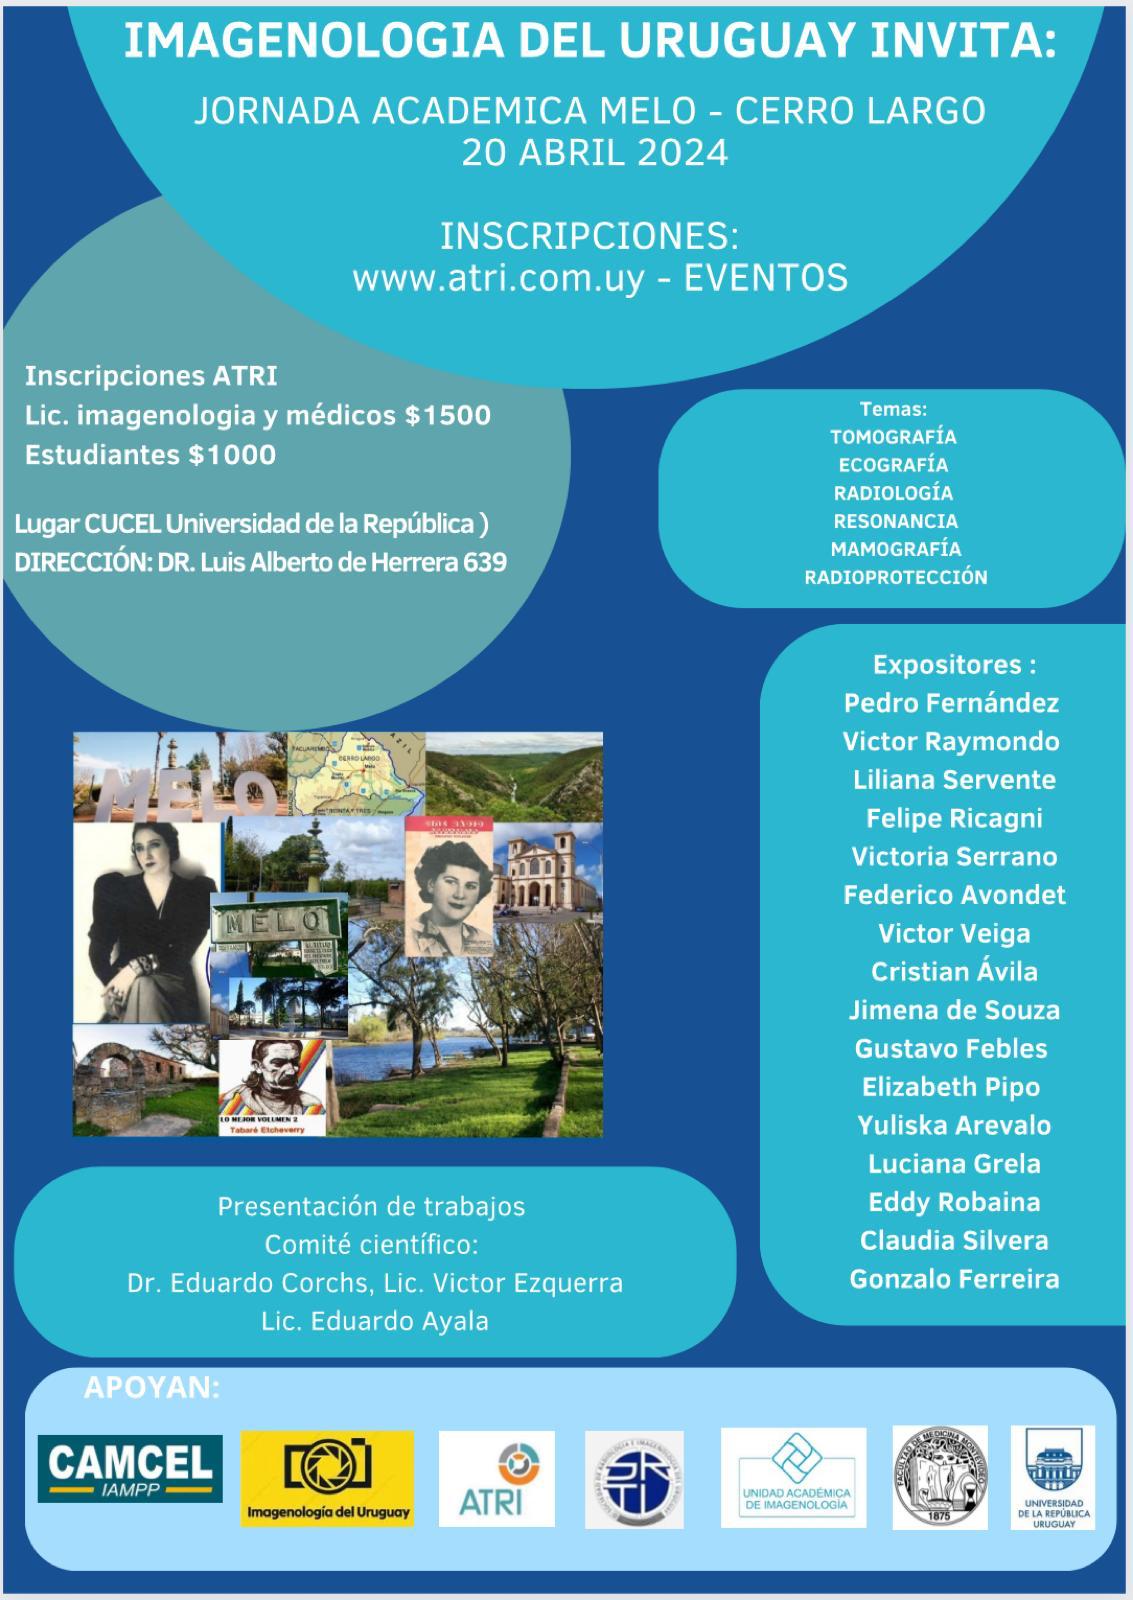 IMAGENOLOGIA DEL URUGUAY INVITA:
JORNADA ACADEMICA MELO - CERRO LARGO
20 ABRIL 2024
INSCRIPCIONES:
www.atri.com.uy - EVENTOS
Inscripciones ATRI
Lic. imagenologia y médicos $1500
Estudiantes $1000
Lugar CUCEL Universidad de la República )
DIRECCIÓN: DR. Luis Alberto de Herrera 639
Temas:
TOMOGRAFÍA
ECOGRAFÍA
RADIOLOGÍA
RESONANCIA
MAMOGRAFÍA
RADIOPROTECCIÓN
Expositores :
Pedro Fernández
Victor Raymondo
Liliana Servente
Felipe Ricagni
Victoria Serrano
Federico Avondet
Victor Veiga
Cristian Ávila
Jimena de Souza
Gustavo Febles
Elizabeth Pipo
Yuliska Arevalo
Luciana Grela
Eddy Robaina
Claudia Silvera
Gonzalo Ferreira
MELO
CERRO LARGO
MELO
LO MEJOR VOLUMEN 2
Tabaré Etcheverry
Presentación de trabajos
Comité científico:
Dr. Eduardo Corchs, Lic. Victor Ezquerra
Lic. Eduardo Ayala
APOYAN:
CAMCEL
IAMPP
Imagenología del Uruguay
ATRI
UNIDAD ACADÉMICA
DE IMAGENOLOGÍA
FACULTAD DE MEDICINA MONTEVIDEO
1875
UNIVERSIDAD
DE LA REPÚBLICA
URUGUAY